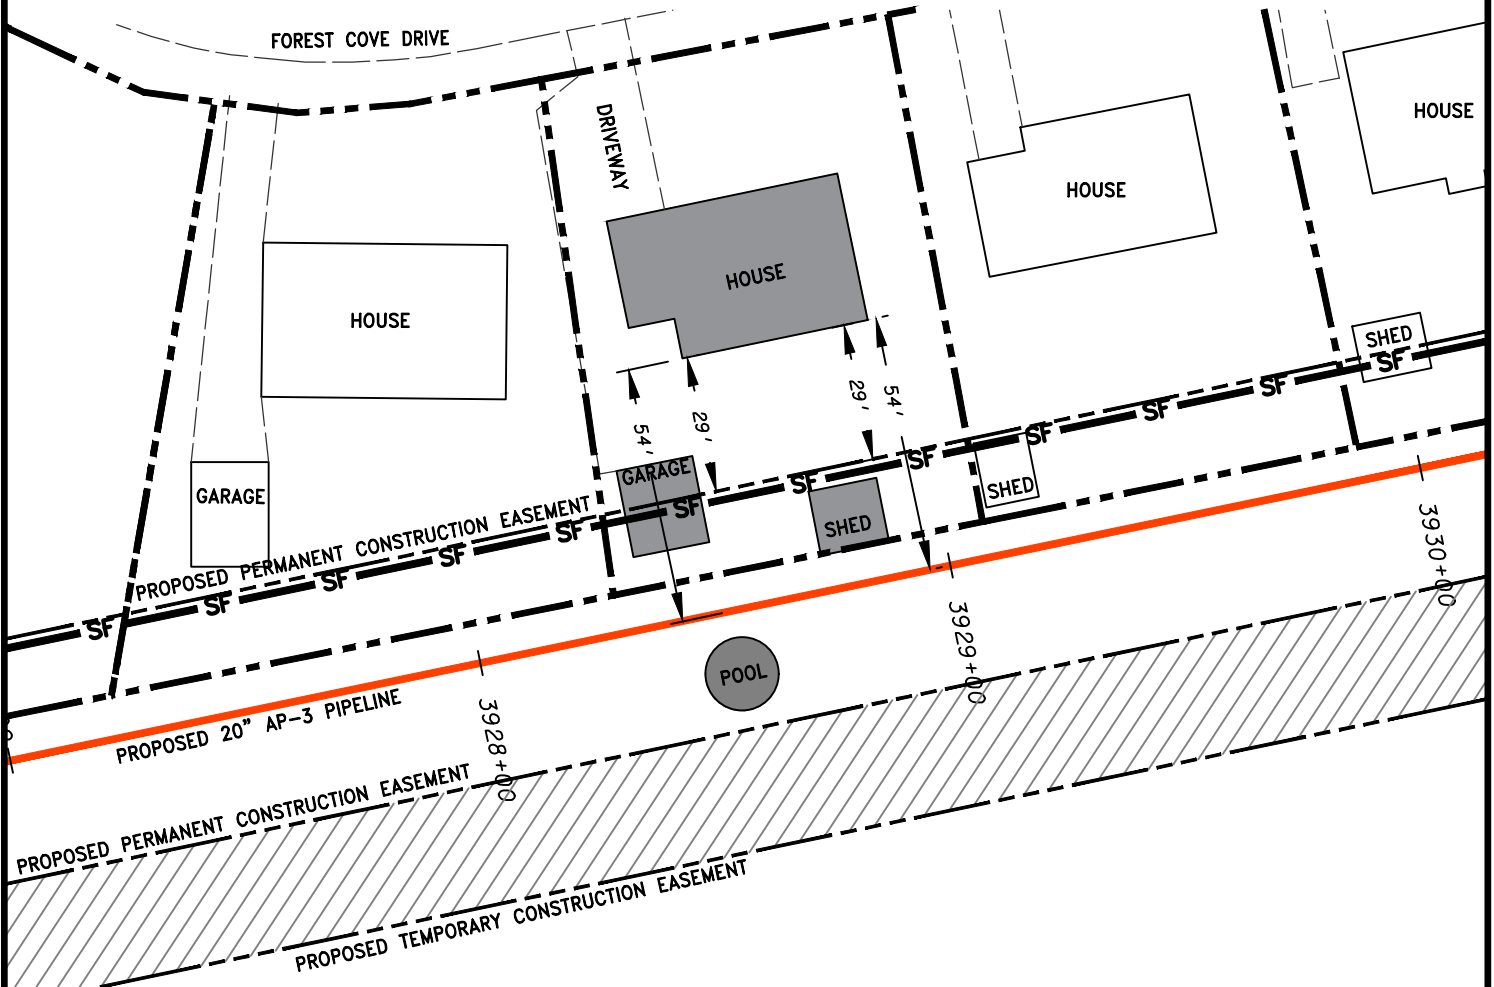 FOREST COVE DRIVE
DRIVEWAY
HOUSE
HOUSE
HOUSE
HOUSE
SHED
29'
54'
29'
54'
GARAGE
GARAGE
SHED
SHED
PROPOSED PERMANENT CONSTRUCTION EASEMENT
SF SF SF SF SF SF SF SF SF SF SF SF
3930+00
3929+00
3928+00
POOL
PROPOSED 20" AP-3 PIPELINE
PROPOSED PERMANENT CONSTRUCTION EASEMENT
PROPOSED TEMPORARY CONSTRUCTION EASEMENT